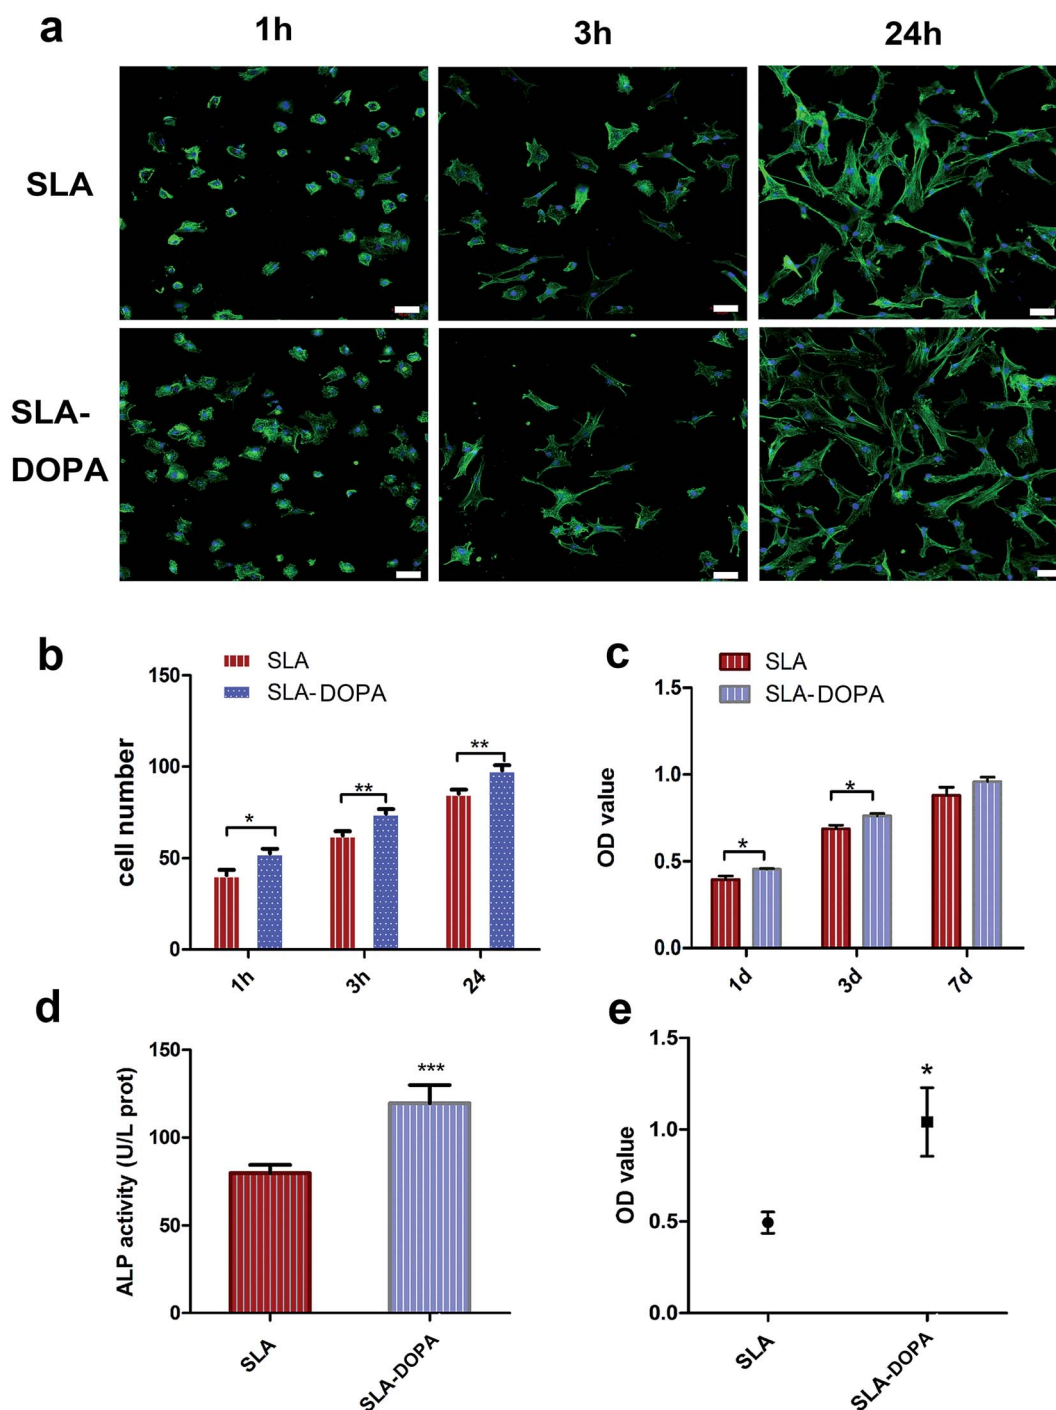 a
1h 3h 24h
SLA
SLA-
DOPA
b
SLA
SLA-DOPA
cell number
150
100
50
0
*
**
**
1h 3h 24
c
SLA
SLA-DOPA
OD value
1.5
1.0
0.5
0.0
*
*
1d 3d 7d
d
ALP activity (U/L prot)
150
100
50
0
***
SLA SLA-DOPA
e
OD value
1.5
1.0
0.5
0.0
*
SLA SLA-DOPA